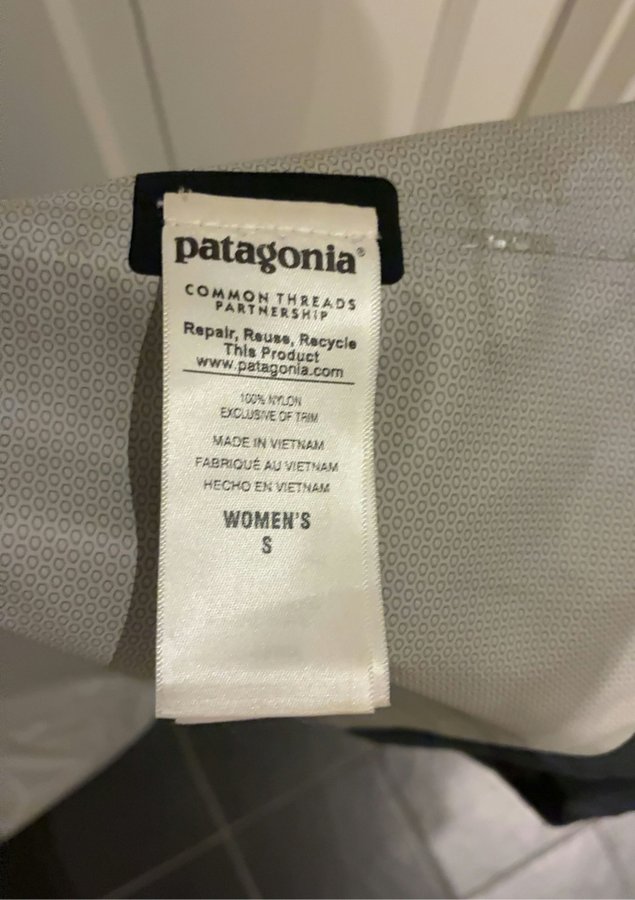 patagonia®
COMMON THREADS
PARTNERSHIP
Repair, Reuse, Recycle
This Product
www.patagonia.com
100% NYLON
EXCLUSIVE OF TRIM
MADE IN VIETNAM
FABRIQUÉ AU VIETNAM
HECHO EN VIETNAM
WOMEN'S
S